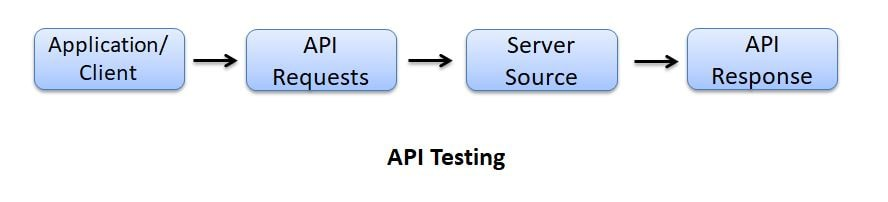 Application/
Client
API
Requests
Server
Source
API
Response
API Testing